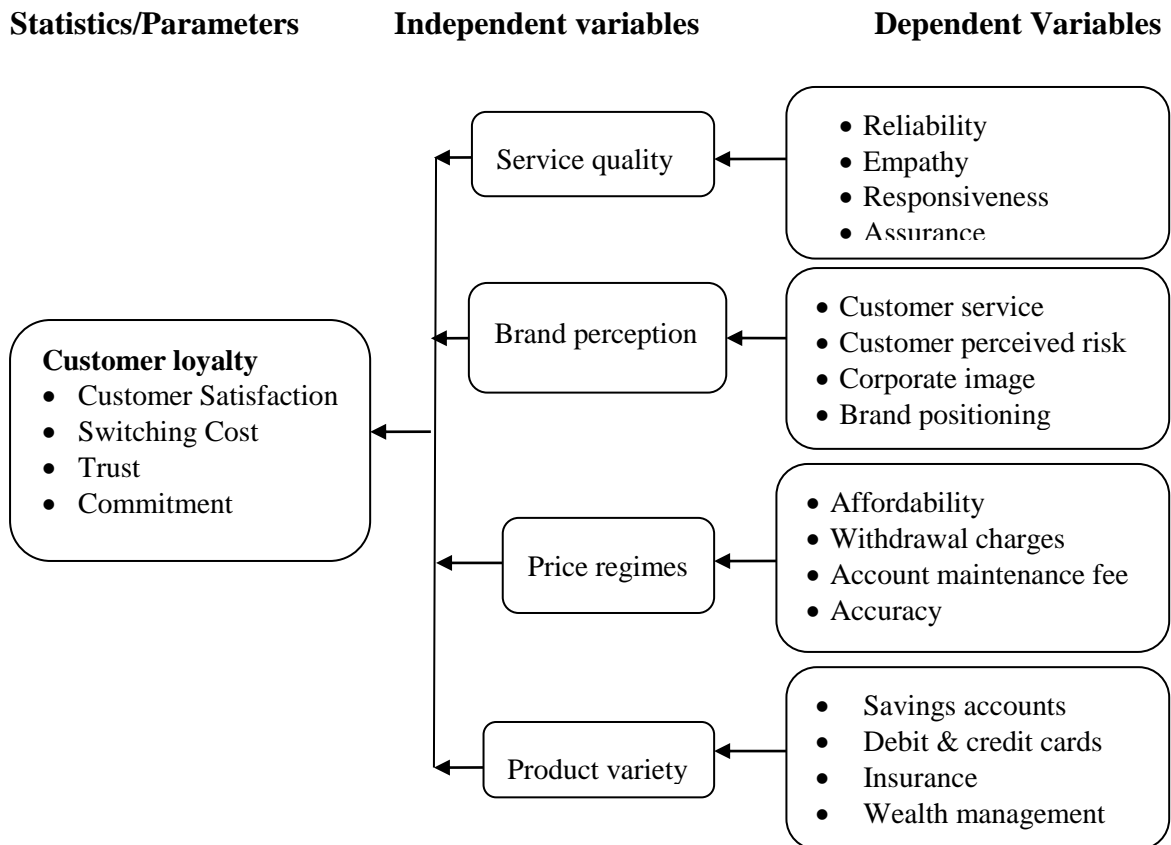 Statistics/Parameters Independent variables Dependent Variables
Service quality
• Reliability
• Empathy
• Responsiveness
• Assurance
Brand perception
• Customer service
• Customer perceived risk
• Corporate image
• Brand positioning
Customer loyalty
• Customer Satisfaction
• Switching Cost
• Trust
• Commitment
Price regimes
• Affordability
• Withdrawal charges
• Account maintenance fee
• Accuracy
Product variety
• Savings accounts
• Debit & credit cards
• Insurance
• Wealth management